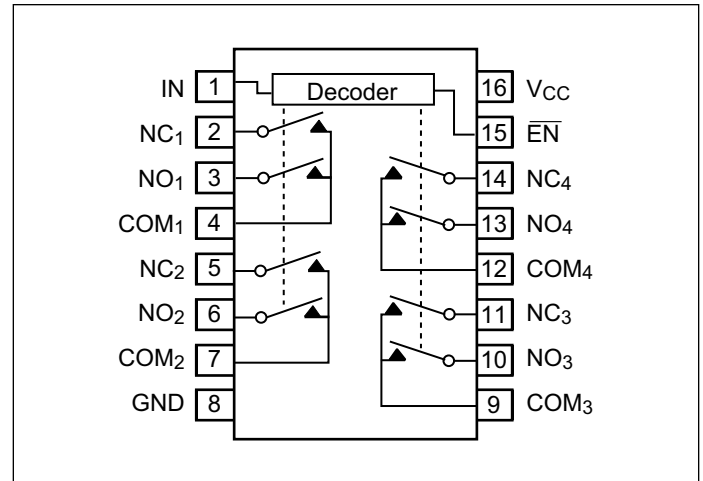 IN 1 Decoder 16 VCC
NC1 2 15 EN
NO1 3 14 NC4
COM1 4 13 NO4
NC2 5 12 COM4
NO2 6 11 NC3
COM2 7 10 NO3
GND 8 9 COM3